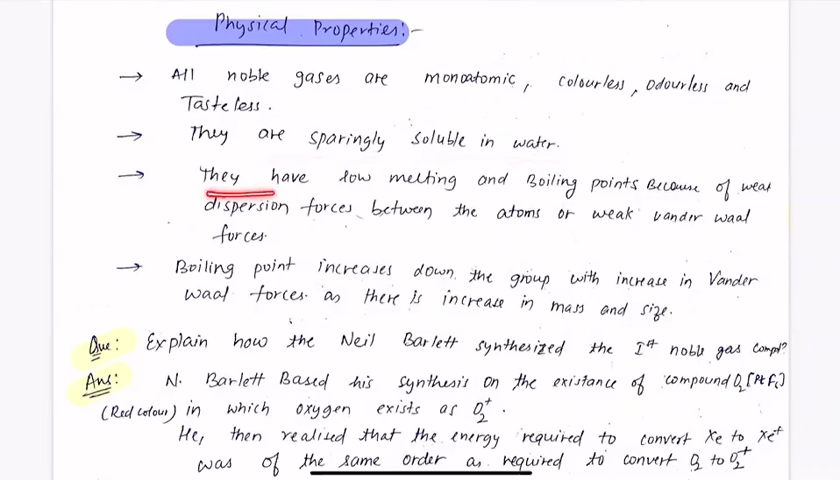 Physical Properties:-
→ All noble gases are monoatomic, colourless, odourless and
Tasteless.
→ They are sparingly soluble in water.
→ They have low melting and Boiling points Because of weak
dispersion forces between the atoms or weak vander waal
forces.
→ Boiling point increases down the group with increase in Vander
waal forces as there is increase in mass and size.
Que: Explain how the Neil Barlett synthesized the Ist noble gas compd?
Ans: N. Barlett Based his synthesis on the existance of compound O₂[PtF₆]
(Red colour) in which oxygen exists as O₂⁺.
He, then realised that the energy required to convert Xe to Xe⁺
was of the same order as required to convert O₂ to O₂⁺